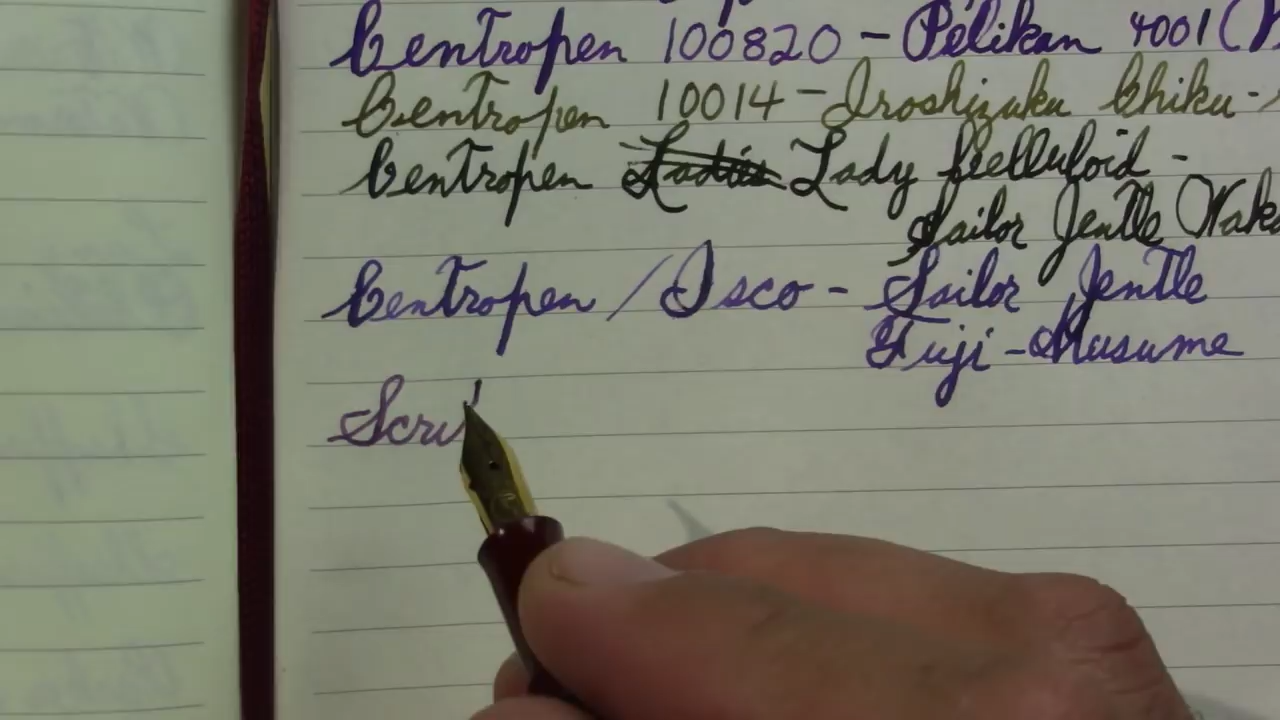 Centropen 100820 - Pelikan 4001 (
Centropen 10014 - Iroshizuku Chiku-
Centropen Lady Celluloid -
Sailor Jentle
Centropen / Isco - Sailor Jentle
Fuji-Musume
Scri